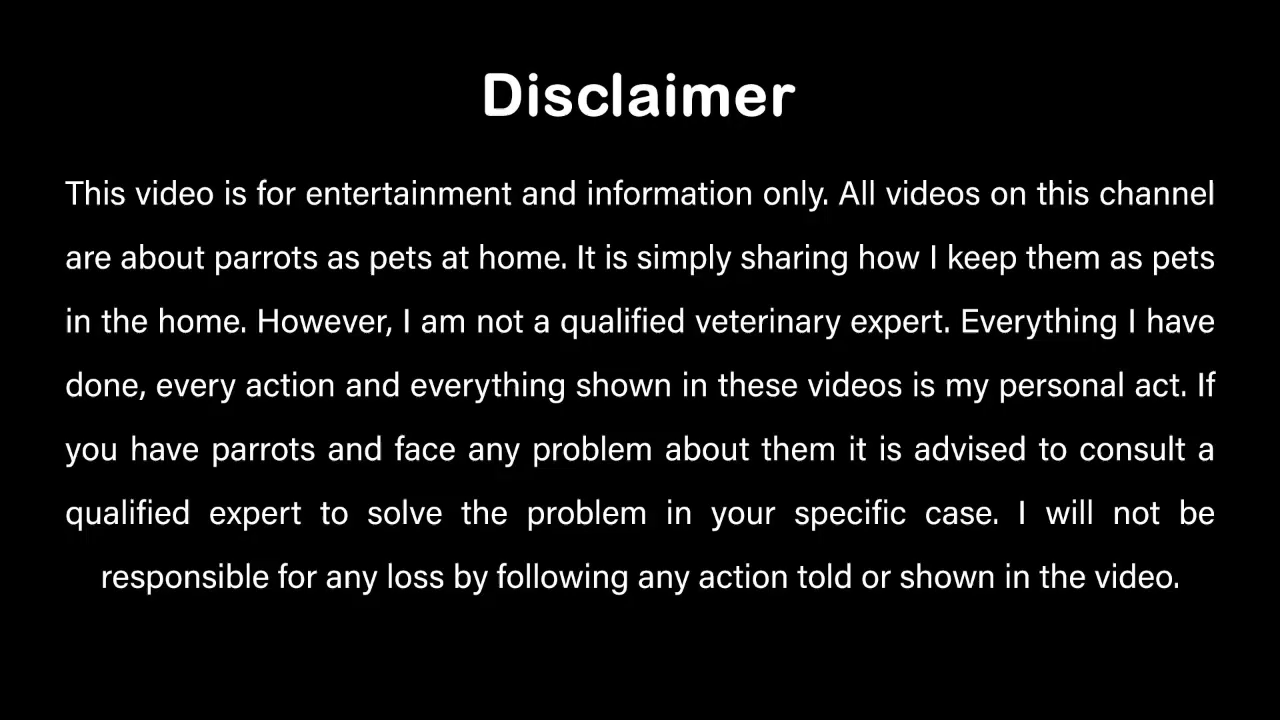 Disclaimer
This video is for entertainment and information only. All videos on this channel
are about parrots as pets at home. It is simply sharing how I keep them as pets
in the home. However, I am not a qualified veterinary expert. Everything I have
done, every action and everything shown in these videos is my personal act. If
you have parrots and face any problem about them it is advised to consult a
qualified expert to solve the problem in your specific case. I will not be
responsible for any loss by following any action told or shown in the video.